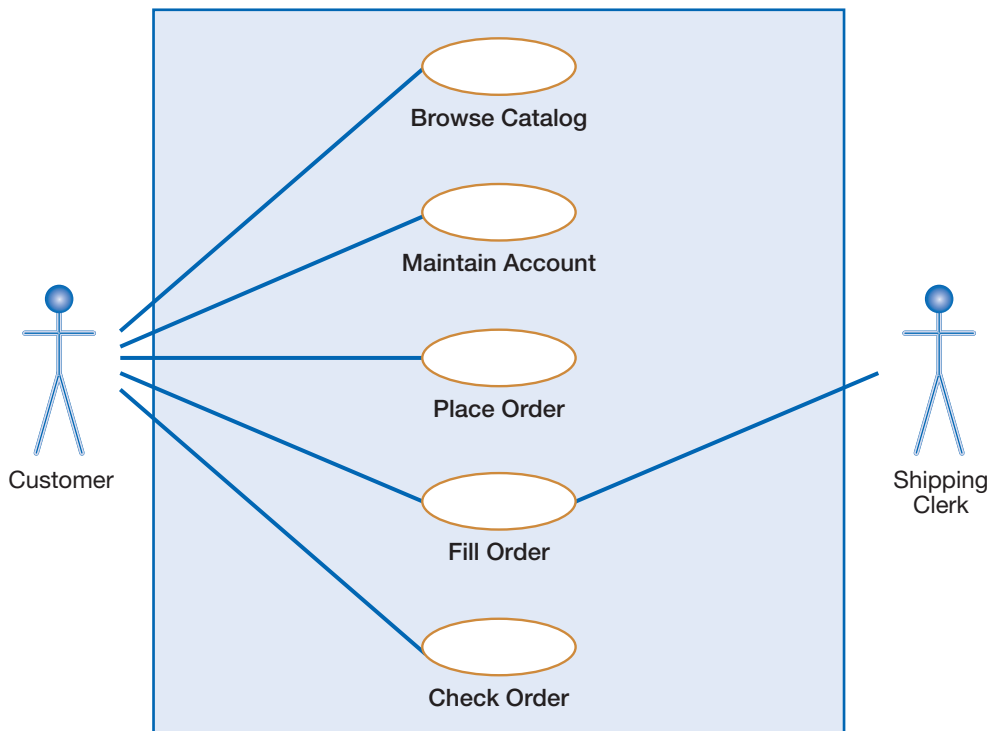 Browse Catalog
Maintain Account
Place Order
Customer
Shipping
Clerk
Fill Order
Check Order